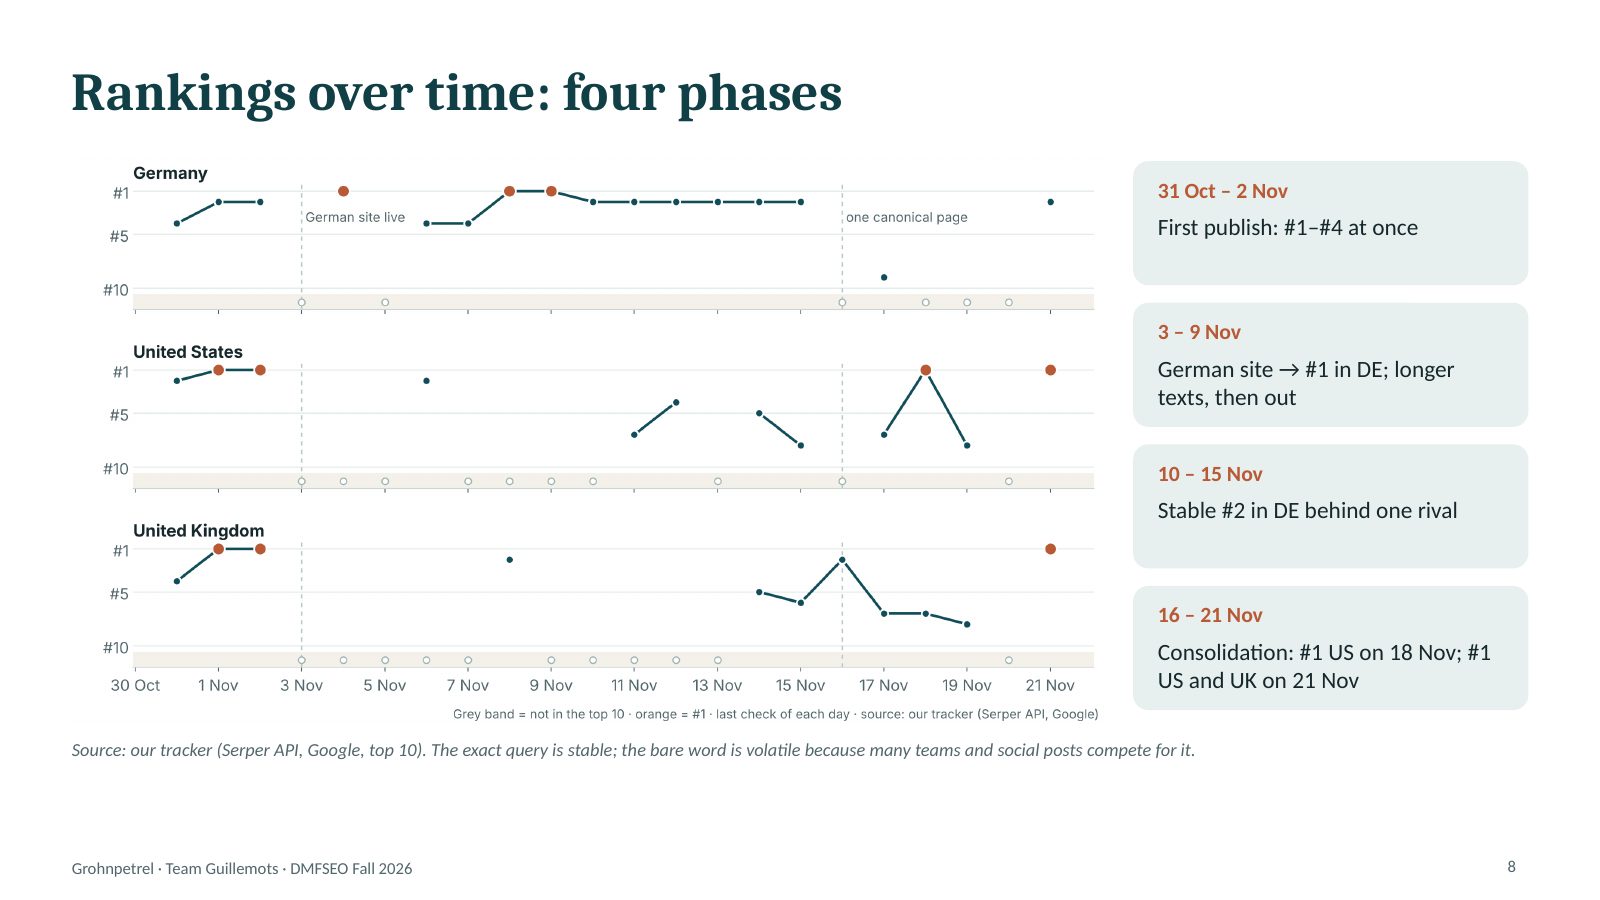 Rankings over time: four phases
Germany
#1
German site live
one canonical page
#5
#10
United States
#1
#5
#10
United Kingdom
#1
#5
#10
30 Oct 1 Nov 3 Nov 5 Nov 7 Nov 9 Nov 11 Nov 13 Nov 15 Nov 17 Nov 19 Nov 21 Nov
Grey band = not in the top 10 · orange = #1 · last check of each day · source: our tracker (Serper API, Google)
31 Oct – 2 Nov
First publish: #1–#4 at once
3 – 9 Nov
German site → #1 in DE; longer
texts, then out
10 – 15 Nov
Stable #2 in DE behind one rival
16 – 21 Nov
Consolidation: #1 US on 18 Nov; #1
US and UK on 21 Nov
Source: our tracker (Serper API, Google, top 10). The exact query is stable; the bare word is volatile because many teams and social posts compete for it.
Grohnpetrel · Team Guillemots · DMFSEO Fall 2026
8